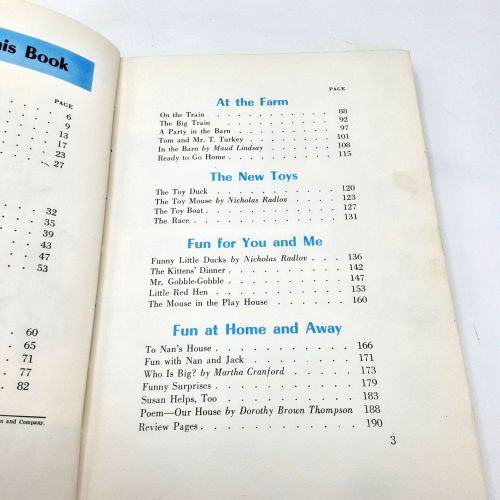 his Book
PAGE
6
9
13
17
23
27
32
35
39
43
47
53
60
65
71
77
82
n and Company.
PAGE
At the Farm
On the Train . . . . . . . . . . 88
The Big Train . . . . . . . . . . 92
A Party in the Barn . . . . . . . . 97
Tom and Mr. T. Turkey . . . . . . . 101
In the Barn by Maud Lindsay . . . . . 108
Ready to Go Home . . . . . . . . . 115
The New Toys
The Toy Duck . . . . . . . . . . 120
The Toy Mouse by Nicholas Radlov . . . . 123
The Toy Boat . . . . . . . . . . 127
The Race . . . . . . . . . . . 131
Fun for You and Me
Funny Little Ducks by Nicholas Radlov . . . 136
The Kittens' Dinner . . . . . . . . 142
Mr. Gobble-Gobble . . . . . . . . 147
Little Red Hen . . . . . . . . . 153
The Mouse in the Play House . . . . . 160
Fun at Home and Away
To Nan's House . . . . . . . . . 166
Fun with Nan and Jack . . . . . . . 171
Who Is Big? by Martha Cranford . . . . 173
Funny Surprises . . . . . . . . . 179
Susan Helps, Too . . . . . . . . 183
Poem—Our House by Dorothy Brown Thompson 188
Review Pages . . . . . . . . . . 190
3